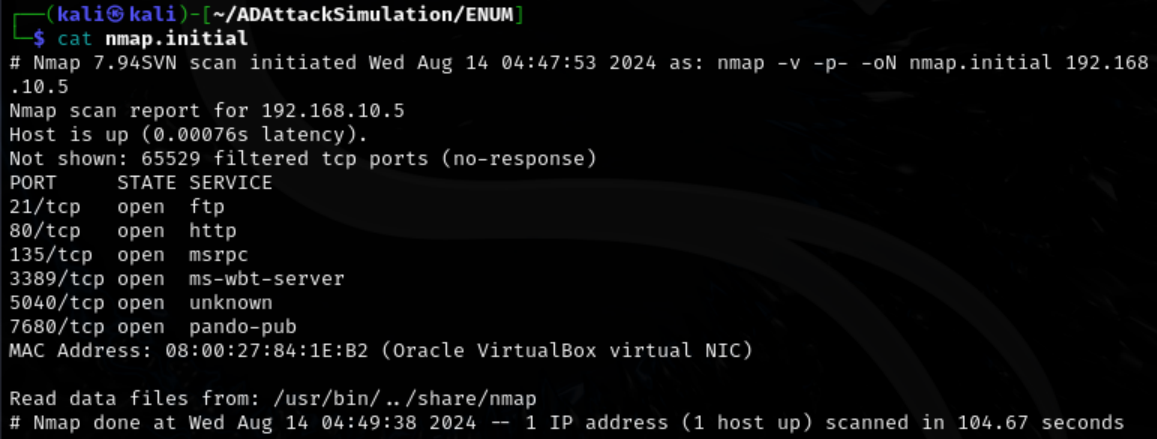 ┌──(kali㉿kali)-[~/ADAttackSimulation/ENUM]
└─$ cat nmap.initial
# Nmap 7.94SVN scan initiated Wed Aug 14 04:47:53 2024 as: nmap -v -p- -oN nmap.initial 192.168
.10.5
Nmap scan report for 192.168.10.5
Host is up (0.00076s latency).
Not shown: 65529 filtered tcp ports (no-response)
PORT     STATE SERVICE
21/tcp   open  ftp
80/tcp   open  http
135/tcp  open  msrpc
3389/tcp open  ms-wbt-server
5040/tcp open  unknown
7680/tcp open  pando-pub
MAC Address: 08:00:27:84:1E:B2 (Oracle VirtualBox virtual NIC)

Read data files from: /usr/bin/../share/nmap
# Nmap done at Wed Aug 14 04:49:38 2024 -- 1 IP address (1 host up) scanned in 104.67 seconds